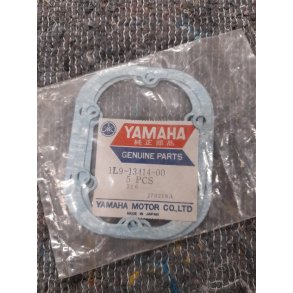 YAMAHA
純正部品
GENUINE PARTS
1L9-13414-00
5 PCS
YAMAHA MOTOR CO.,LTD
MADE IN JAPAN